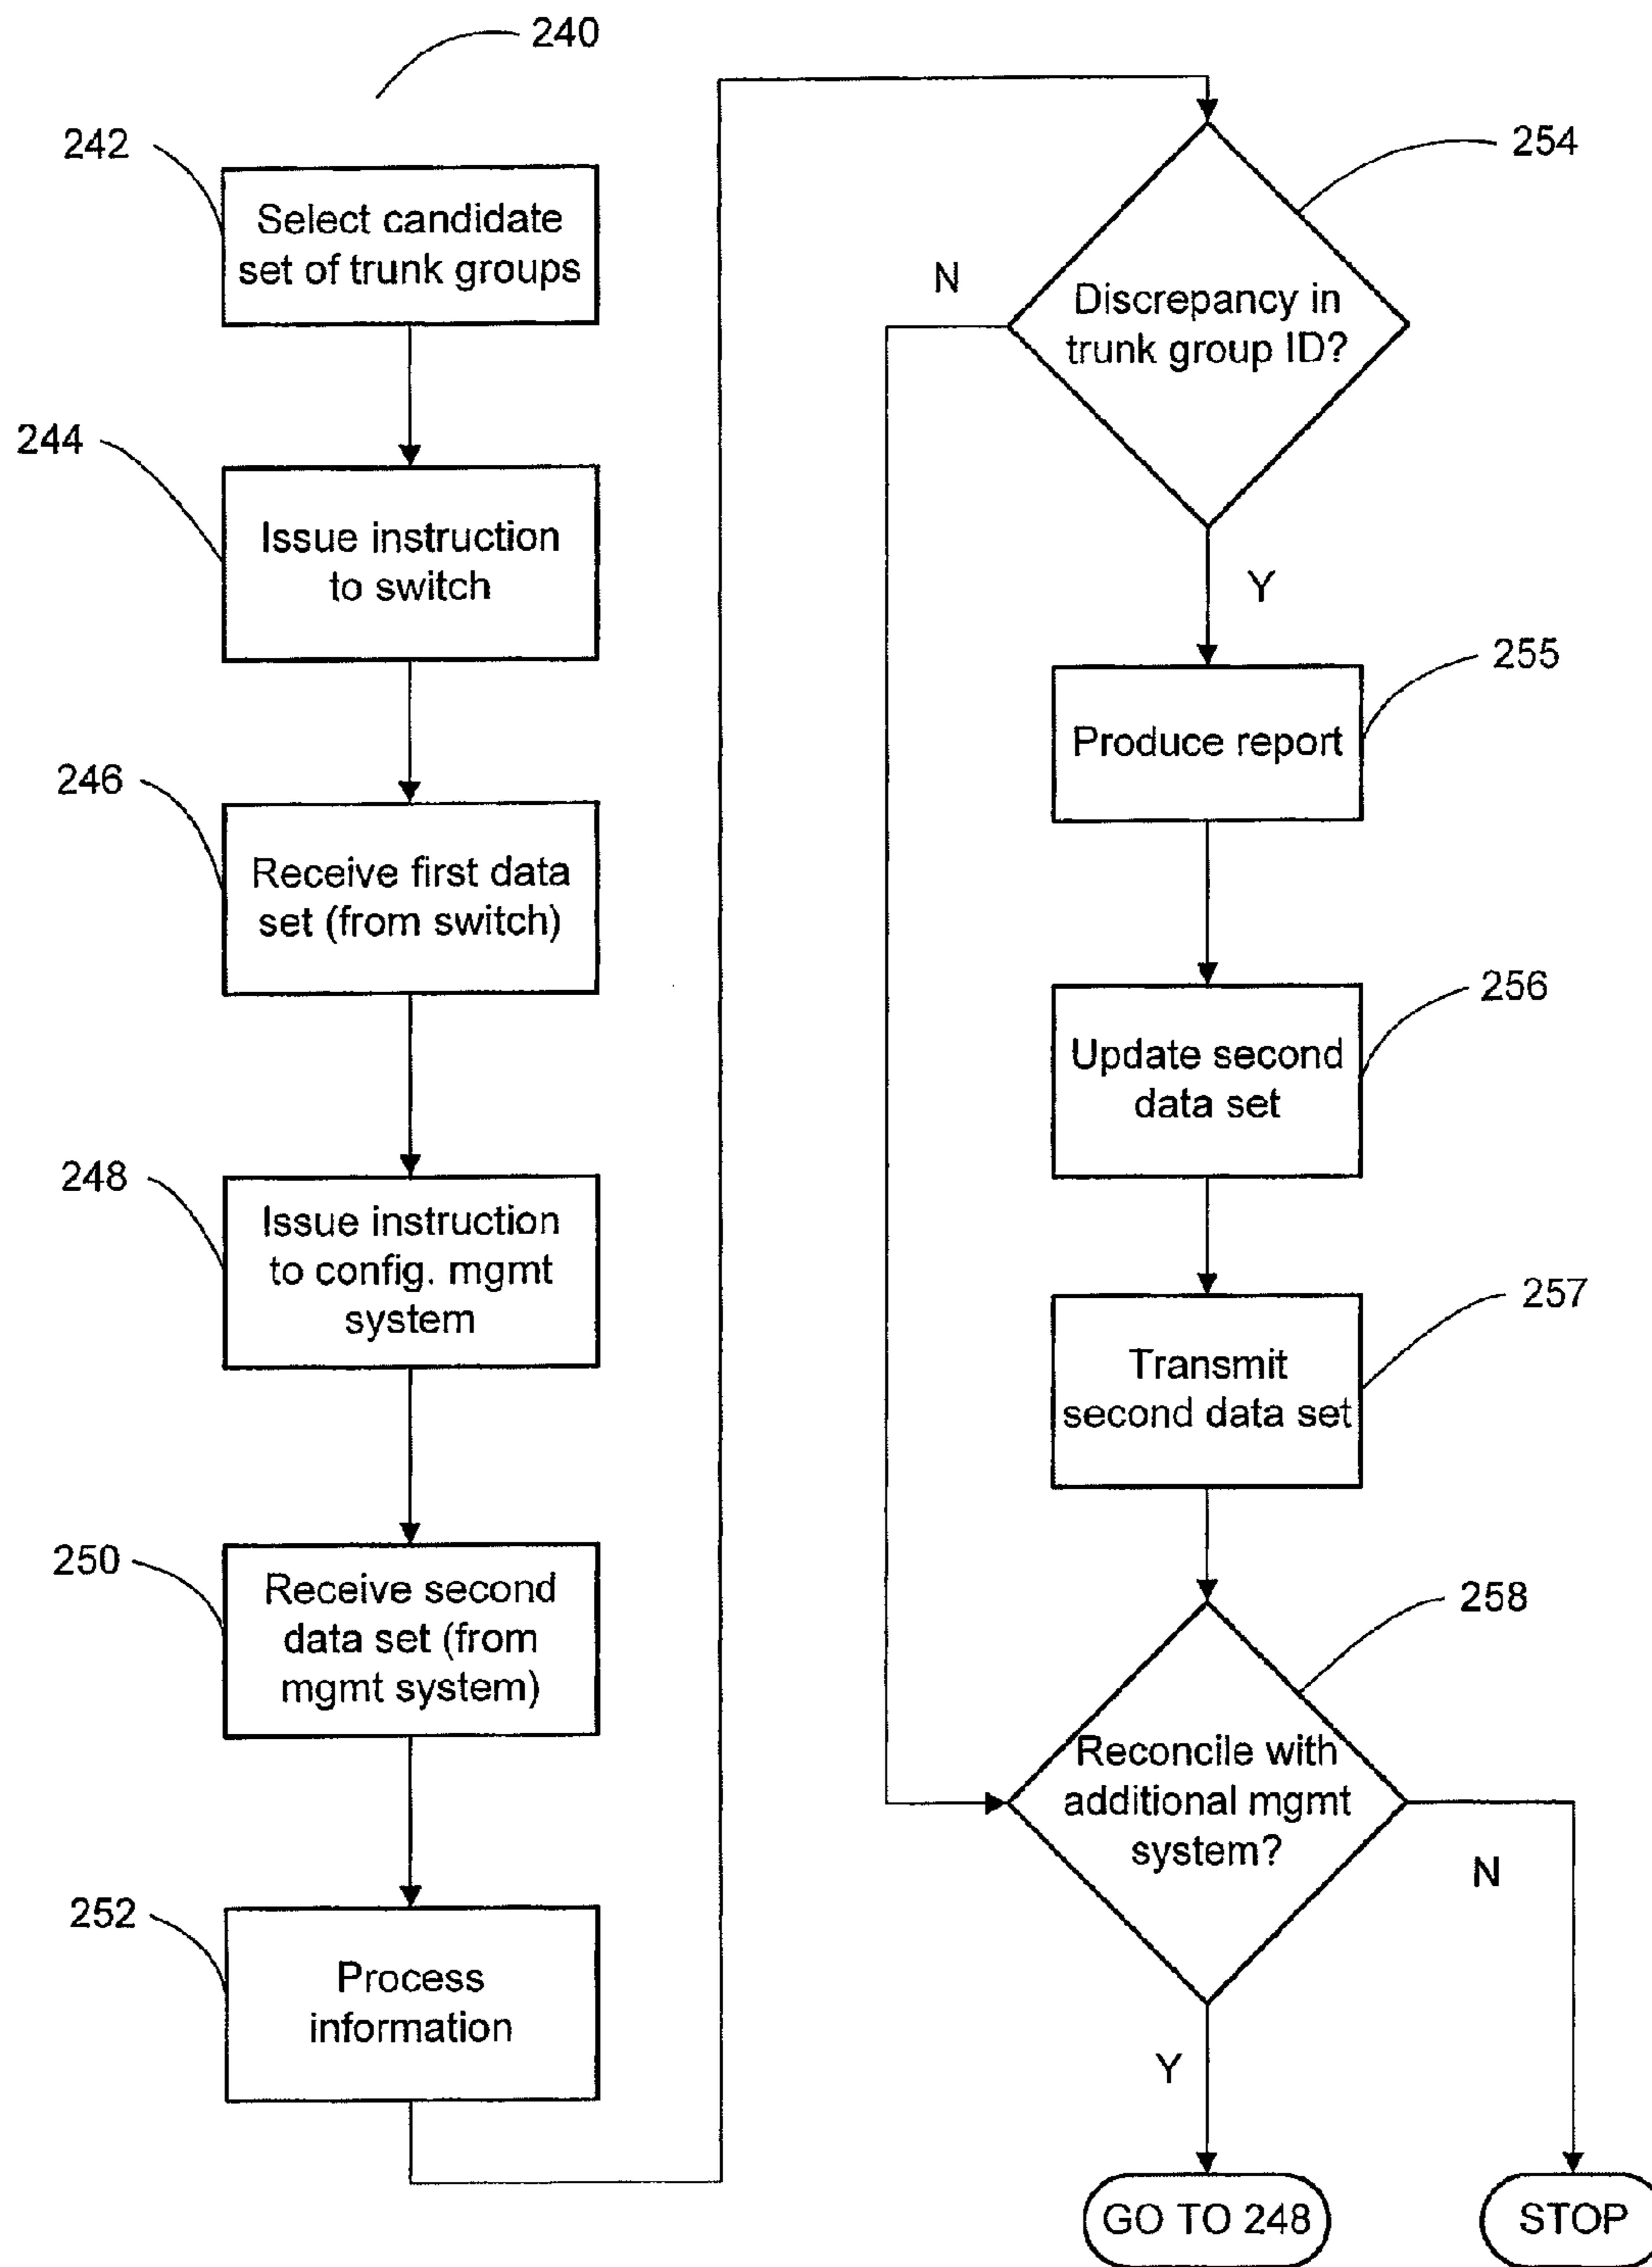 240
242
Select candidate
set of trunk groups
244
Issue instruction
to switch
246
Receive first data
set (from switch)
248
Issue instruction
to config. mgmt
system
250
Receive second
data set (from
mgmt system)
252
Process
information
254
Discrepancy in
trunk group ID?
N
Y
255
Produce report
256
Update second
data set
257
Transmit
second data set
258
Reconcile with
additional mgmt
system?
N
Y
GO TO 248
STOP